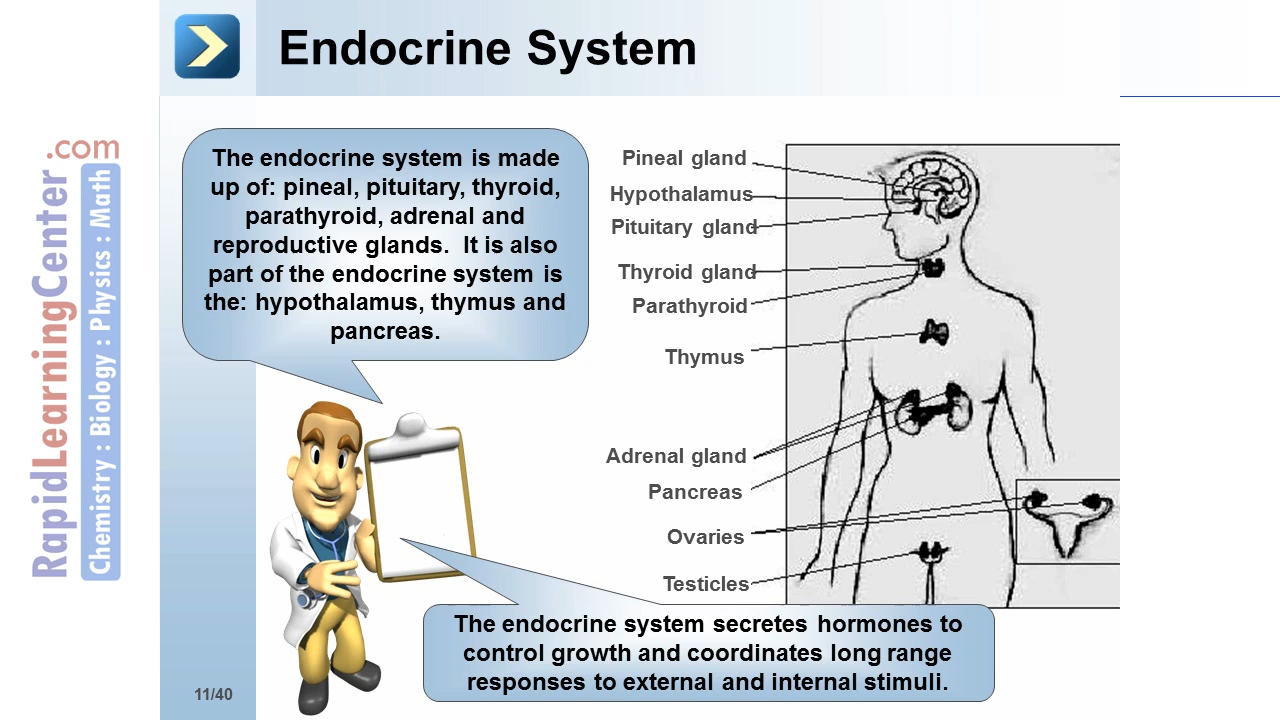 Endocrine System
RapidLearningCenter.com
Chemistry : Biology : Physics : Math
The endocrine system is made
up of: pineal, pituitary, thyroid,
parathyroid, adrenal and
reproductive glands.  It is also
part of the endocrine system is
the: hypothalamus, thymus and
pancreas.
Pineal gland
Hypothalamus
Pituitary gland
Thyroid gland
Parathyroid
Thymus
Adrenal gland
Pancreas
Ovaries
Testicles
The endocrine system secretes hormones to
control growth and coordinates long range
responses to external and internal stimuli.
11/40